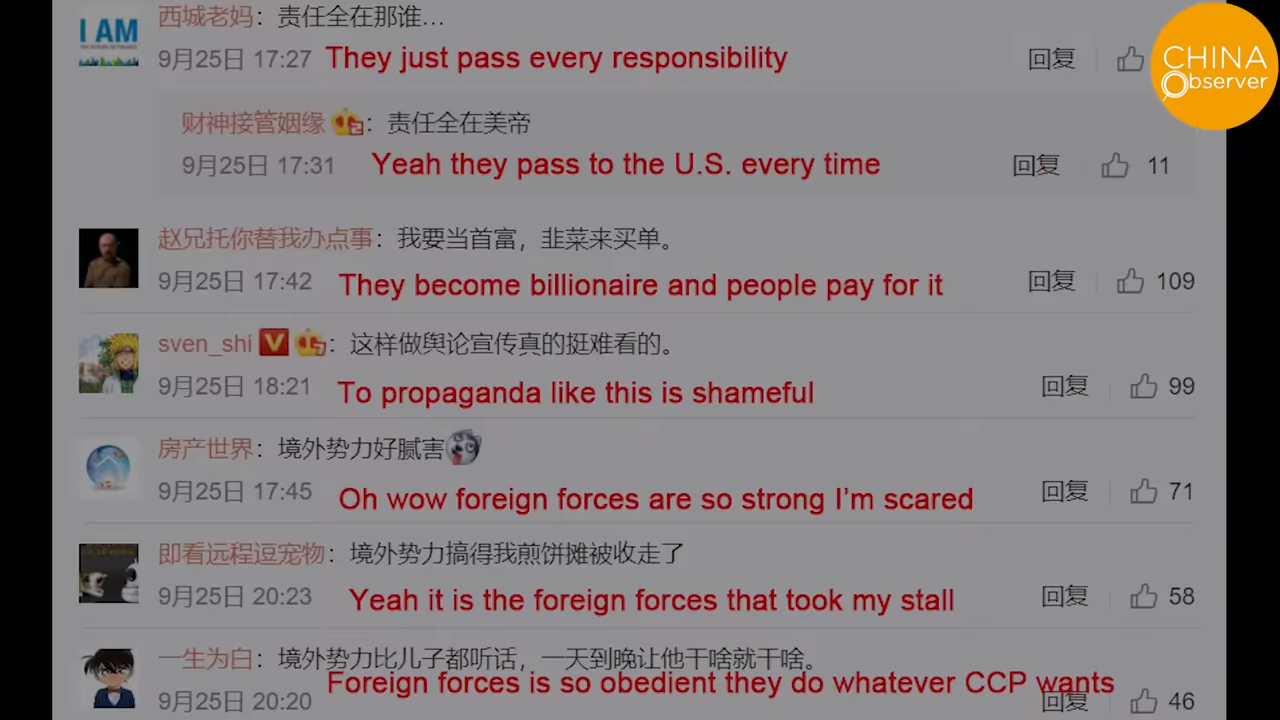 I AM
西城老妈：责任全在那谁...
9月25日 17:27
They just pass every responsibility
回复
CHINA
Observer
财神接管姻缘：责任全在美帝
9月25日 17:31
Yeah they pass to the U.S. every time
回复
11
赵兄托你替我办点事：我要当首富，韭菜来买单。
9月25日 17:42
They become billionaire and people pay for it
回复
109
sven_shi V：这样做舆论宣传真的挺难看的。
9月25日 18:21
To propaganda like this is shameful
回复
99
房产世界：境外势力好腻害
9月25日 17:45
Oh wow foreign forces are so strong I'm scared
回复
71
即看远程逗宠物：境外势力搞得我煎饼摊被收走了
9月25日 20:23
Yeah it is the foreign forces that took my stall
回复
58
一生为白：境外势力比儿子都听话，一天到晚让他干啥就干啥。
Foreign forces is so obedient they do whatever CCP wants
9月25日 20:20
回复
46